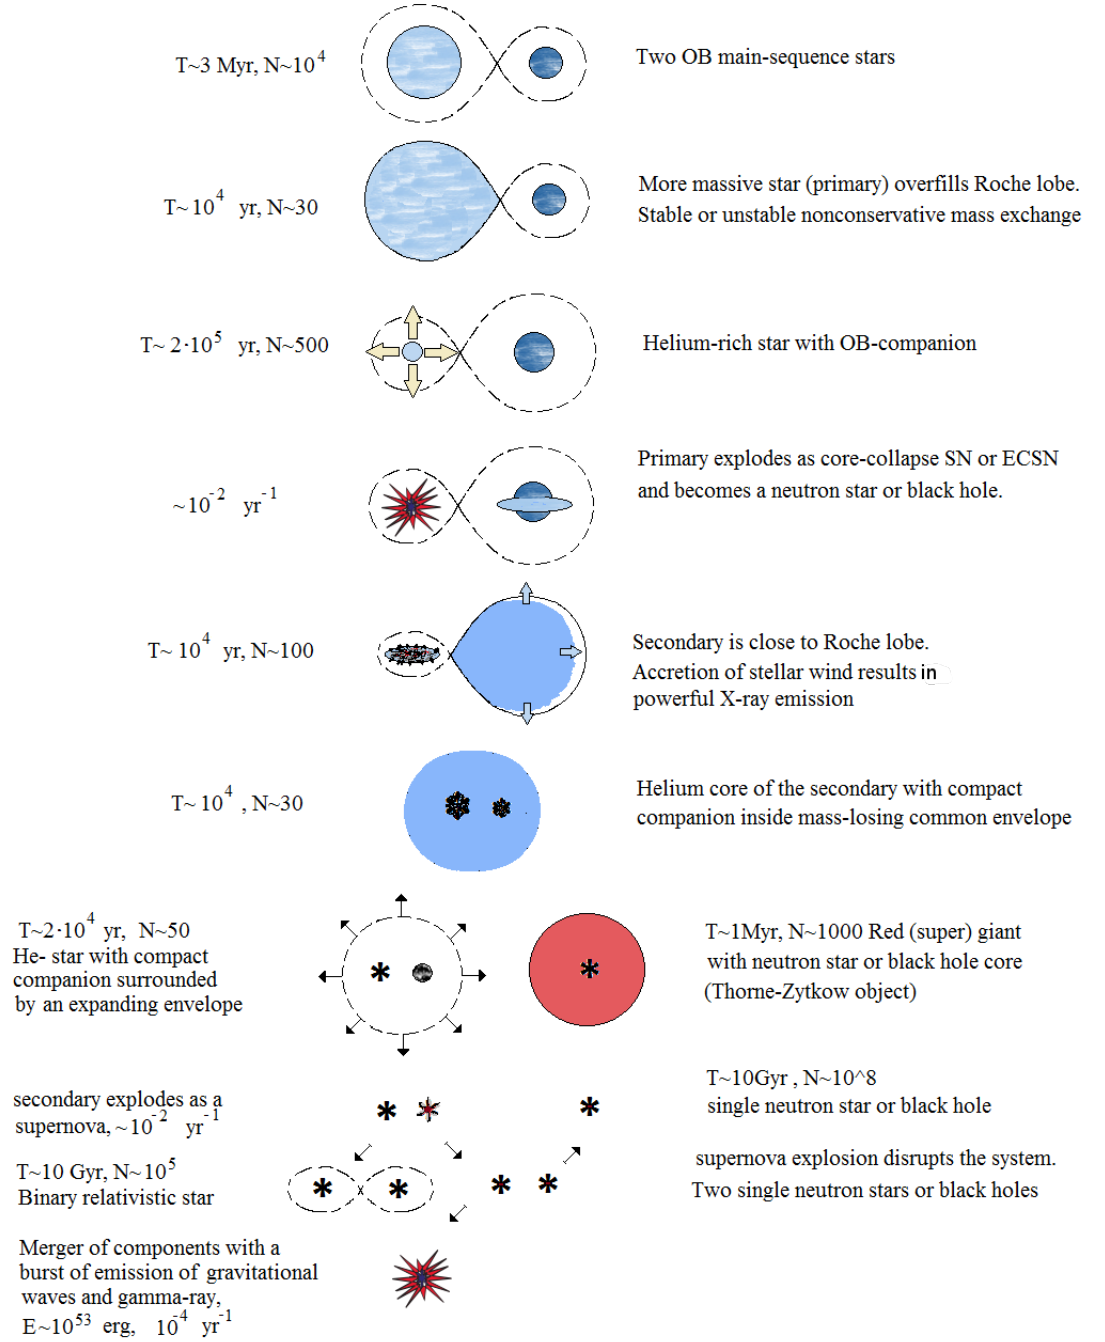 T~3 Myr, N~10^4
Two OB main-sequence stars
T~ 10^4 yr, N~30
More massive star (primary) overfills Roche lobe.
Stable or unstable nonconservative mass exchange
T~ 2·10^5 yr, N~500
Helium-rich star with OB-companion
~10^-2 yr^-1
Primary explodes as core-collapse SN or ECSN
and becomes a neutron star or black hole.
T~ 10^4 yr, N~100
Secondary is close to Roche lobe.
Accretion of stellar wind results in
powerful X-ray emission
T~ 10^4 , N~30
Helium core of the secondary with compact
companion inside mass-losing common envelope
T~2·10^4 yr, N~50
He- star with compact
companion surrounded
by an expanding envelope
T~1Myr, N~1000 Red (super) giant
with neutron star or black hole core
(Thorne-Zytkow object)
T~10Gyr , N~10^8
single neutron star or black hole
secondary explodes as a
supernova, ~10^-2 yr^-1
T~10 Gyr, N~10^5
Binary relativistic star
supernova explosion disrupts the system.
Two single neutron stars or black holes
Merger of components with a
burst of emission of gravitational
waves and gamma-ray,
E~10^53 erg, 10^-4 yr^-1